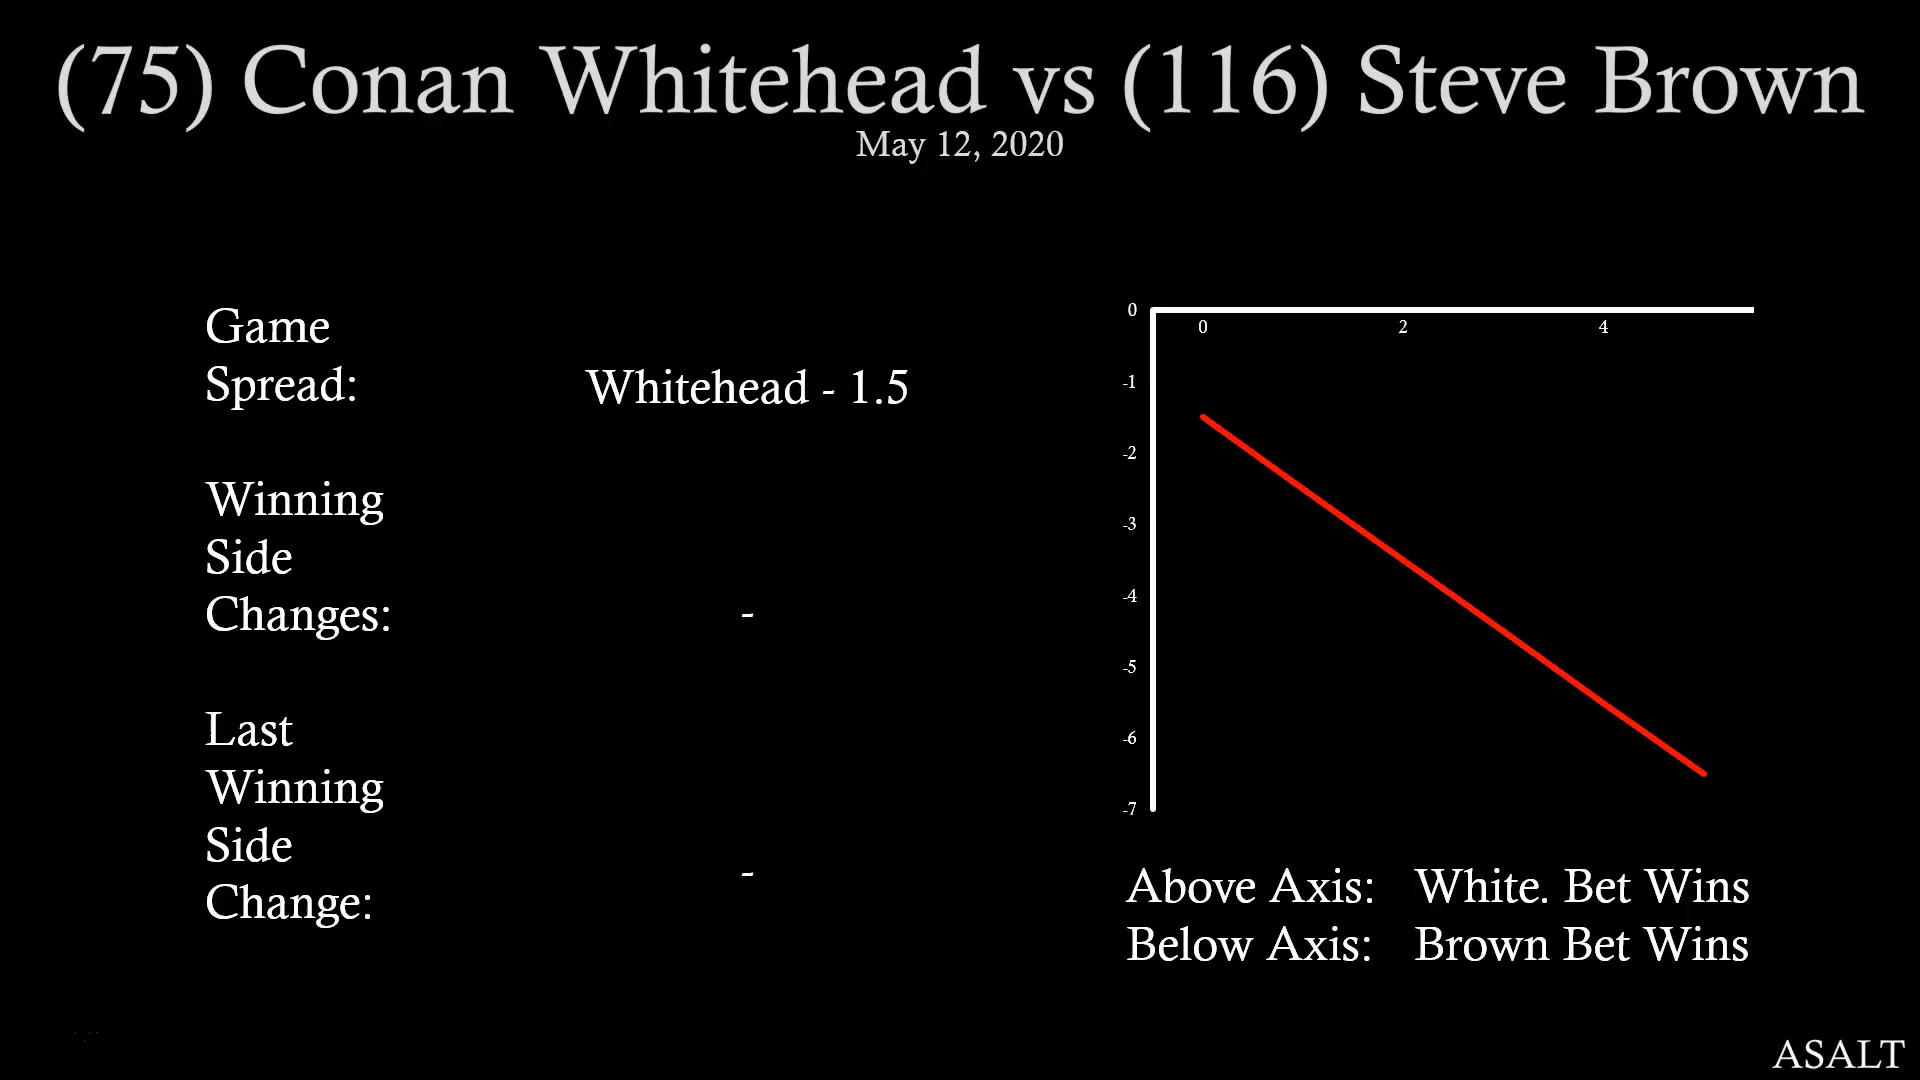 (75) Conan Whitehead vs (116) Steve Brown
May 12, 2020
Game
Spread:
Whitehead - 1.5
Winning
Side
Changes:
-
Last
Winning
Side
Change:
-
0
0
2
4
-1
-2
-3
-4
-5
-6
-7
Above Axis: White. Bet Wins
Below Axis: Brown Bet Wins
ASALT